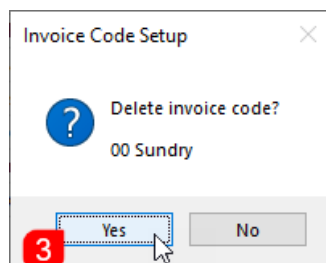 Invoice Code Setup
Delete invoice code?
00 Sundry
3
Yes
No